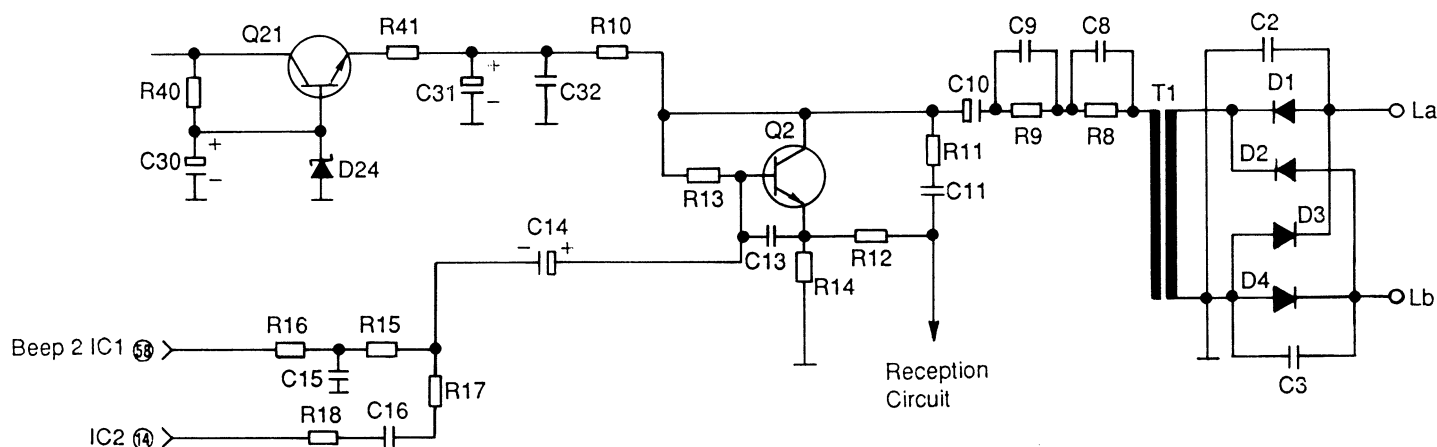 Q21
R41
R10
R40
C31
+
-
C32
C30
+
-
D24
C9
C8
C2
C10
R9
R8
T1
D1
La
Q2
R11
D2
R13
C11
D3
C14
- +
C13
R12
R14
D4
Lb
Beep 2 IC1 58
R16
R15
C15
R17
Reception
Circuit
C3
IC2 14
R18
C16